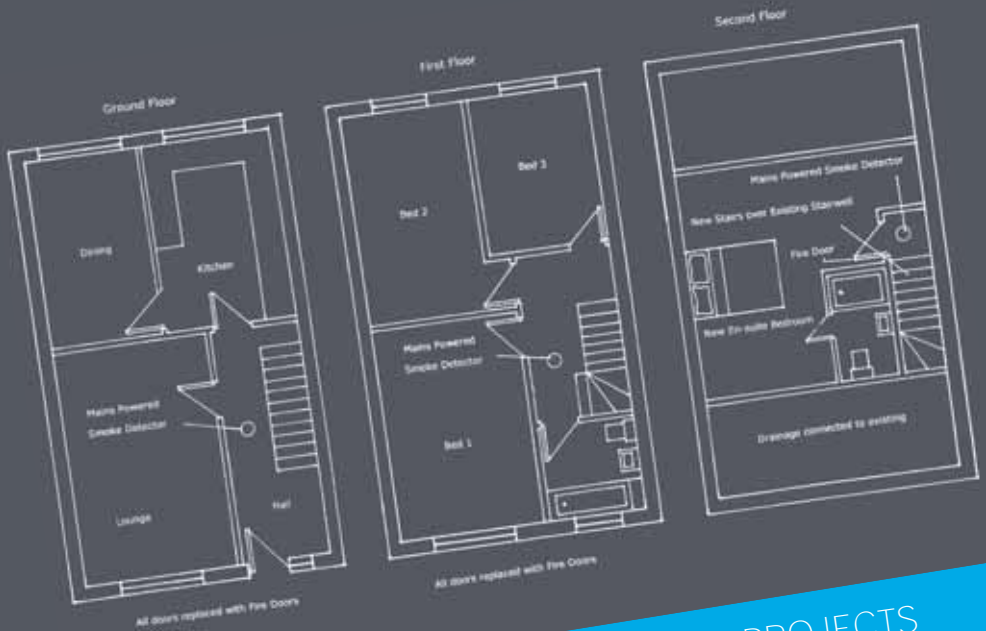 Ground Floor
Dining
Kitchen
Mains Powered
Smoke Detector
Lounge
Hall
All doors replaced with Fire Doors
First Floor
Bed 2
Bed 3
Mains Powered
Smoke Detector
Bed 1
All doors replaced with Fire Doors
Second Floor
Mains Powered Smoke Detector
New Stairs over Existing Stairwell
Fire Door
New En-suite Bedroom
Drainage connected to existing
PROJECTS